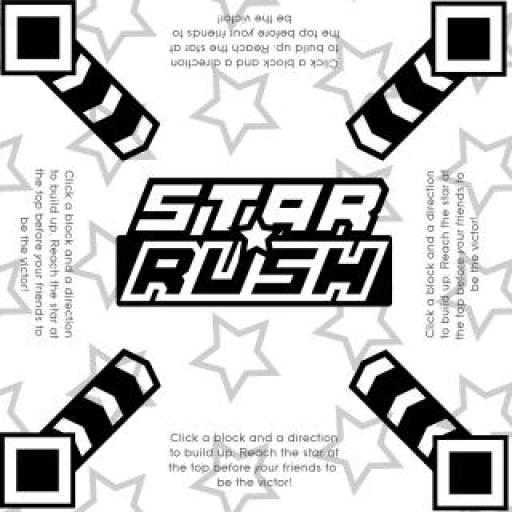 Click a block and a direction
to build up. Reach the star at
the top before your friends to
be the victor!
Click a block and a direction
to build up. Reach the star at
the top before your friends to
be the victor!
STAR
RUSH
Click a block and a direction
to build up. Reach the star at
the top before your friends to
be the victor!
Click a block and a direction
to build up. Reach the star at
the top before your friends to
be the victor!